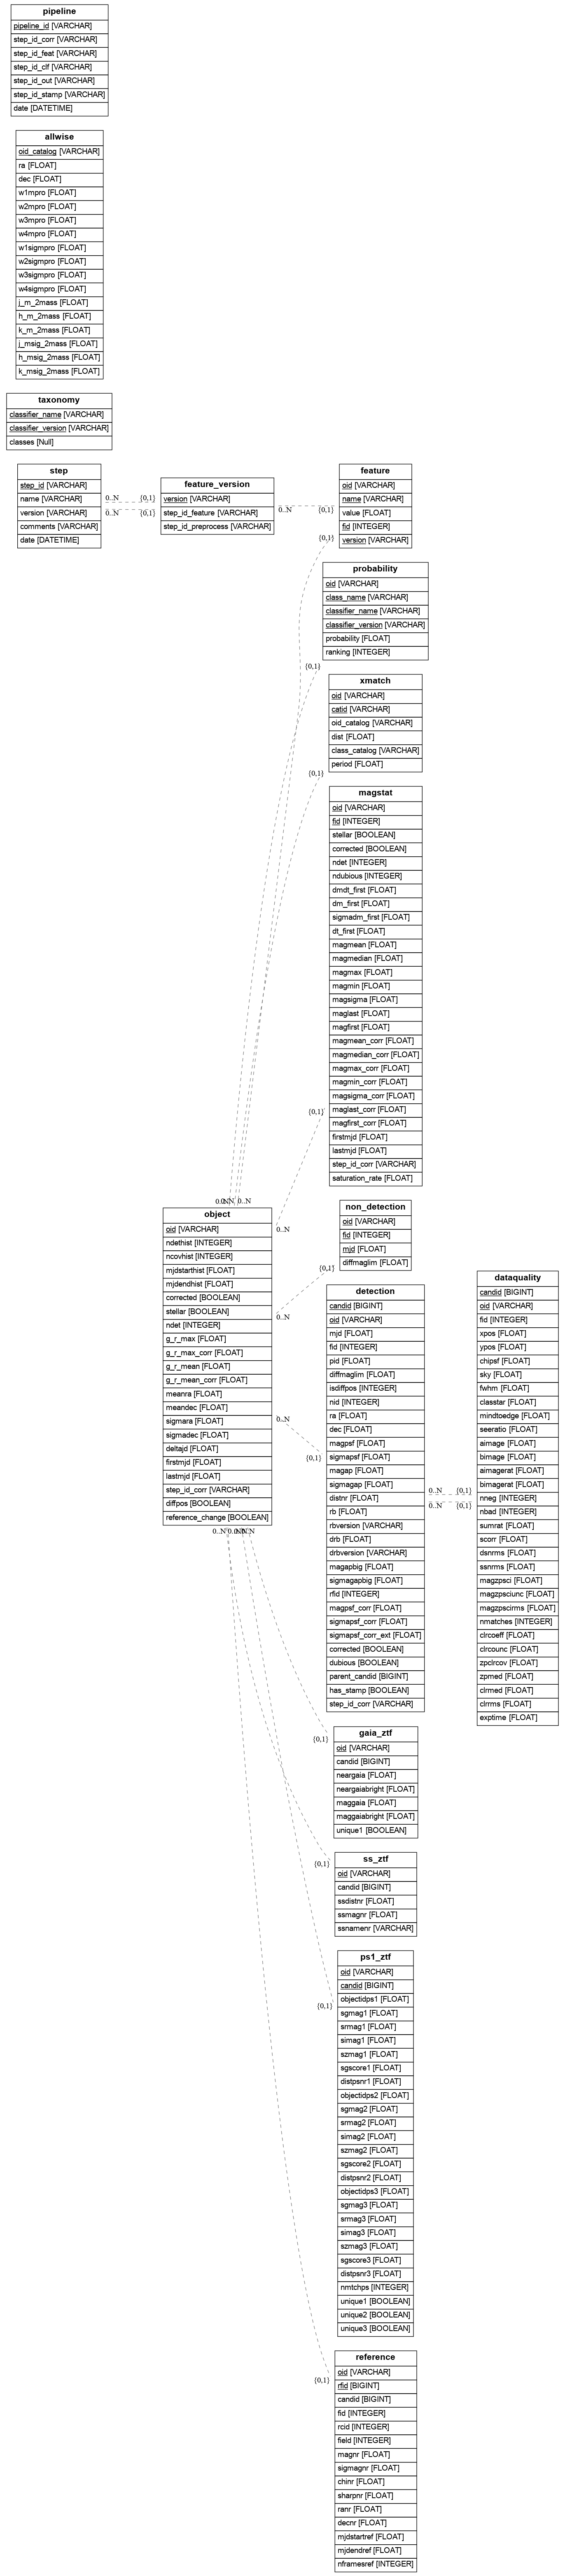 pipeline
pipeline_id [VARCHAR]
step_id_corr [VARCHAR]
step_id_feat [VARCHAR]
step_id_clf [VARCHAR]
step_id_out [VARCHAR]
step_id_stamp [VARCHAR]
date [DATETIME]
allwise
oid_catalog [VARCHAR]
ra [FLOAT]
dec [FLOAT]
w1mpro [FLOAT]
w2mpro [FLOAT]
w3mpro [FLOAT]
w4mpro [FLOAT]
w1sigmpro [FLOAT]
w2sigmpro [FLOAT]
w3sigmpro [FLOAT]
w4sigmpro [FLOAT]
j_m_2mass [FLOAT]
h_m_2mass [FLOAT]
k_m_2mass [FLOAT]
j_msig_2mass [FLOAT]
h_msig_2mass [FLOAT]
k_msig_2mass [FLOAT]
taxonomy
classifier_name [VARCHAR]
classifier_version [VARCHAR]
classes [Null]
step
step_id [VARCHAR]
name [VARCHAR]
version [VARCHAR]
comments [VARCHAR]
date [DATETIME]
0..N
{0,1}
0..N
{0,1}
feature_version
version [VARCHAR]
step_id_feature [VARCHAR]
step_id_preprocess [VARCHAR]
0..N
{0,1}
feature
oid [VARCHAR]
name [VARCHAR]
value [FLOAT]
fid [INTEGER]
version [VARCHAR]
{0,1}
probability
oid [VARCHAR]
class_name [VARCHAR]
classifier_name [VARCHAR]
classifier_version [VARCHAR]
probability [FLOAT]
ranking [INTEGER]
{0,1}
xmatch
oid [VARCHAR]
catid [VARCHAR]
oid_catalog [VARCHAR]
dist [FLOAT]
class_catalog [VARCHAR]
period [FLOAT]
{0,1}
magstat
oid [VARCHAR]
fid [INTEGER]
stellar [BOOLEAN]
corrected [BOOLEAN]
ndet [INTEGER]
ndubious [INTEGER]
dmdt_first [FLOAT]
dm_first [FLOAT]
sigmadm_first [FLOAT]
dt_first [FLOAT]
magmean [FLOAT]
magmedian [FLOAT]
magmax [FLOAT]
magmin [FLOAT]
magsigma [FLOAT]
maglast [FLOAT]
magfirst [FLOAT]
magmean_corr [FLOAT]
magmedian_corr [FLOAT]
magmax_corr [FLOAT]
magmin_corr [FLOAT]
magsigma_corr [FLOAT]
maglast_corr [FLOAT]
magfirst_corr [FLOAT]
firstmjd [FLOAT]
lastmjd [FLOAT]
step_id_corr [VARCHAR]
saturation_rate [FLOAT]
{0,1}
0..N
0..N
0..N
object
oid [VARCHAR]
ndethist [INTEGER]
ncovhist [INTEGER]
mjdstarthist [FLOAT]
mjdendhist [FLOAT]
corrected [BOOLEAN]
stellar [BOOLEAN]
ndet [INTEGER]
g_r_max [FLOAT]
g_r_max_corr [FLOAT]
g_r_mean [FLOAT]
g_r_mean_corr [FLOAT]
meanra [FLOAT]
meandec [FLOAT]
sigmara [FLOAT]
sigmadec [FLOAT]
deltajd [FLOAT]
firstmjd [FLOAT]
lastmjd [FLOAT]
step_id_corr [VARCHAR]
diffpos [BOOLEAN]
reference_change [BOOLEAN]
0..N
0..N
0..N
0..N
0..N
0..N
0..N
non_detection
oid [VARCHAR]
fid [INTEGER]
mjd [FLOAT]
diffmaglim [FLOAT]
{0,1}
detection
candid [BIGINT]
oid [VARCHAR]
mjd [FLOAT]
fid [INTEGER]
pid [FLOAT]
diffmaglim [FLOAT]
isdiffpos [INTEGER]
nid [INTEGER]
ra [FLOAT]
dec [FLOAT]
magpsf [FLOAT]
sigmapsf [FLOAT]
magap [FLOAT]
sigmagap [FLOAT]
distnr [FLOAT]
rb [FLOAT]
rbversion [VARCHAR]
drb [FLOAT]
drbversion [VARCHAR]
magapbig [FLOAT]
sigmagapbig [FLOAT]
rfid [INTEGER]
magpsf_corr [FLOAT]
sigmapsf_corr [FLOAT]
sigmapsf_corr_ext [FLOAT]
corrected [BOOLEAN]
dubious [BOOLEAN]
parent_candid [BIGINT]
has_stamp [BOOLEAN]
step_id_corr [VARCHAR]
{0,1}
0..N
{0,1}
0..N
{0,1}
dataquality
candid [BIGINT]
oid [VARCHAR]
fid [INTEGER]
xpos [FLOAT]
ypos [FLOAT]
chipsf [FLOAT]
sky [FLOAT]
fwhm [FLOAT]
classtar [FLOAT]
mindtoedge [FLOAT]
seeratio [FLOAT]
aimage [FLOAT]
bimage [FLOAT]
aimagerat [FLOAT]
bimagerat [FLOAT]
nneg [INTEGER]
nbad [INTEGER]
sumrat [FLOAT]
scorr [FLOAT]
dsnrms [FLOAT]
ssnrms [FLOAT]
magzpsci [FLOAT]
magzpsciunc [FLOAT]
magzpscirms [FLOAT]
nmatches [INTEGER]
clrcoeff [FLOAT]
clrcounc [FLOAT]
zpclrcov [FLOAT]
zpmed [FLOAT]
clrmed [FLOAT]
clrrms [FLOAT]
exptime [FLOAT]
gaia_ztf
oid [VARCHAR]
candid [BIGINT]
neargaia [FLOAT]
neargaiabright [FLOAT]
maggaia [FLOAT]
maggaiabright [FLOAT]
unique1 [BOOLEAN]
{0,1}
ss_ztf
oid [VARCHAR]
candid [BIGINT]
ssdistnr [FLOAT]
ssmagnr [FLOAT]
ssnamenr [VARCHAR]
{0,1}
ps1_ztf
oid [VARCHAR]
candid [BIGINT]
objectidps1 [FLOAT]
sgmag1 [FLOAT]
srmag1 [FLOAT]
simag1 [FLOAT]
szmag1 [FLOAT]
sgscore1 [FLOAT]
distpsnr1 [FLOAT]
objectidps2 [FLOAT]
sgmag2 [FLOAT]
srmag2 [FLOAT]
simag2 [FLOAT]
szmag2 [FLOAT]
sgscore2 [FLOAT]
distpsnr2 [FLOAT]
objectidps3 [FLOAT]
sgmag3 [FLOAT]
srmag3 [FLOAT]
simag3 [FLOAT]
szmag3 [FLOAT]
sgscore3 [FLOAT]
distpsnr3 [FLOAT]
nmtchps [INTEGER]
unique1 [BOOLEAN]
unique2 [BOOLEAN]
unique3 [BOOLEAN]
{0,1}
reference
oid [VARCHAR]
rfid [BIGINT]
candid [BIGINT]
fid [INTEGER]
rcid [INTEGER]
field [INTEGER]
magnr [FLOAT]
sigmagnr [FLOAT]
chinr [FLOAT]
sharpnr [FLOAT]
ranr [FLOAT]
decnr [FLOAT]
mjdstartref [FLOAT]
mjdendref [FLOAT]
nframesref [INTEGER]
{0,1}